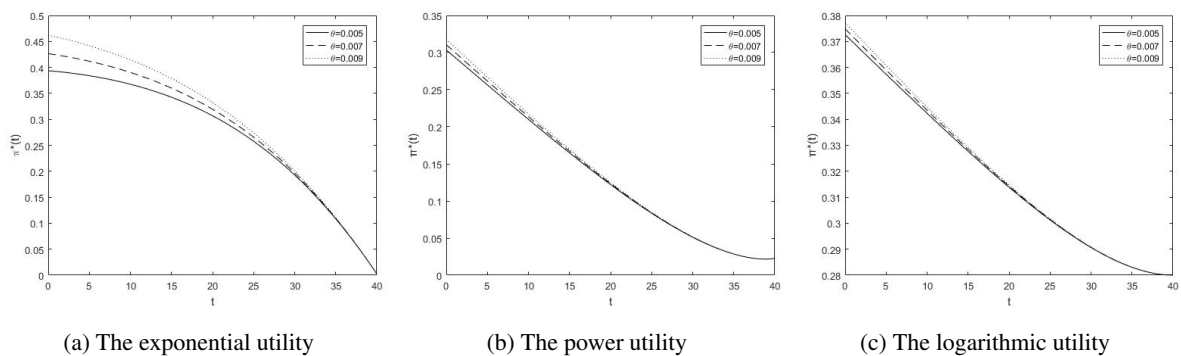 0.5
0.45
0.4
0.35
0.3
0.25
0.2
0.15
0.1
0.05
0
π*(t)
0 5 10 15 20 25 30 35 40
t
θ=0.005
θ=0.007
θ=0.009
(a) The exponential utility
0.35
0.3
0.25
0.2
0.15
0.1
0.05
0
π*(t)
0 5 10 15 20 25 30 35 40
t
θ=0.005
θ=0.007
θ=0.009
(b) The power utility
0.38
0.37
0.36
0.35
0.34
0.33
0.32
0.31
0.3
0.29
0.28
π*(t)
0 5 10 15 20 25 30 35 40
t
θ=0.005
θ=0.007
θ=0.009
(c) The logarithmic utility